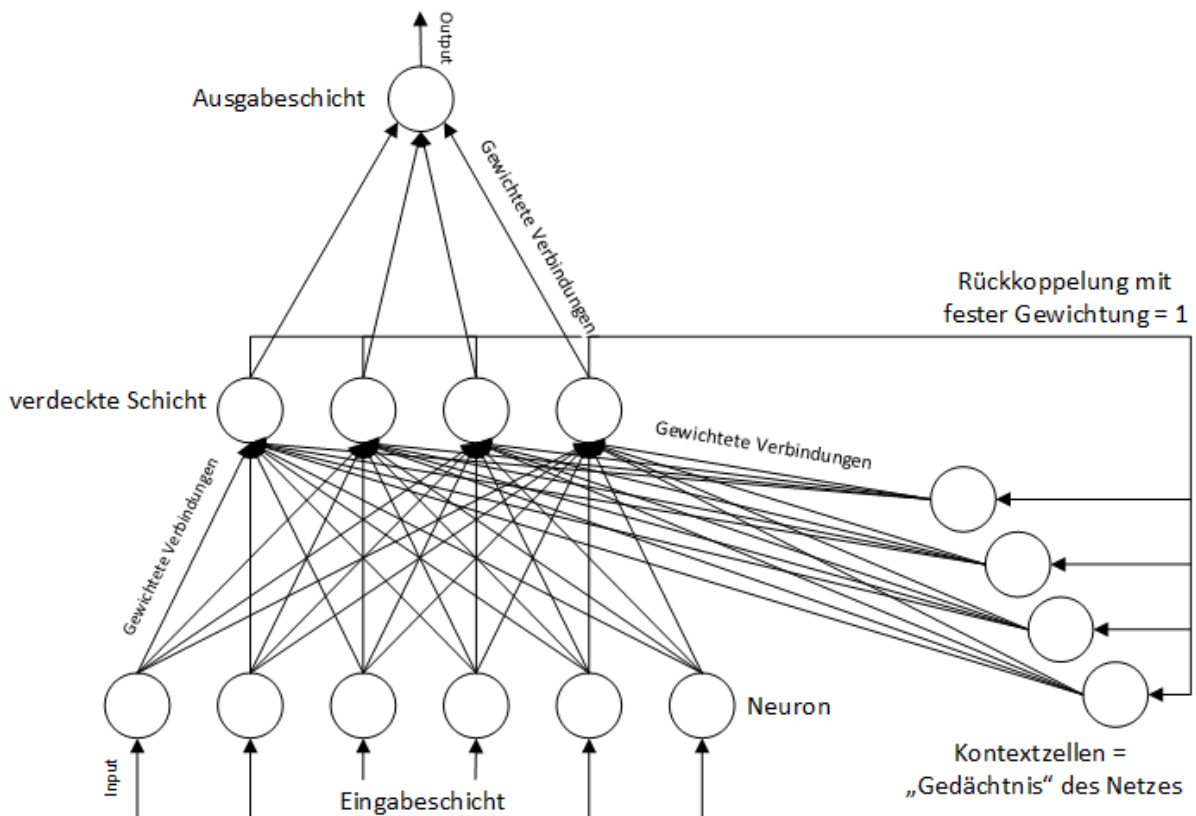 Output
Ausgabeschicht
Gewichtete Verbindungen
Rückkoppelung mit
fester Gewichtung = 1
verdeckte Schicht
Gewichtete Verbindungen
Gewichtete Verbindungen
Neuron
Input
Eingabeschicht
Kontextzellen =
„Gedächtnis“ des Netzes